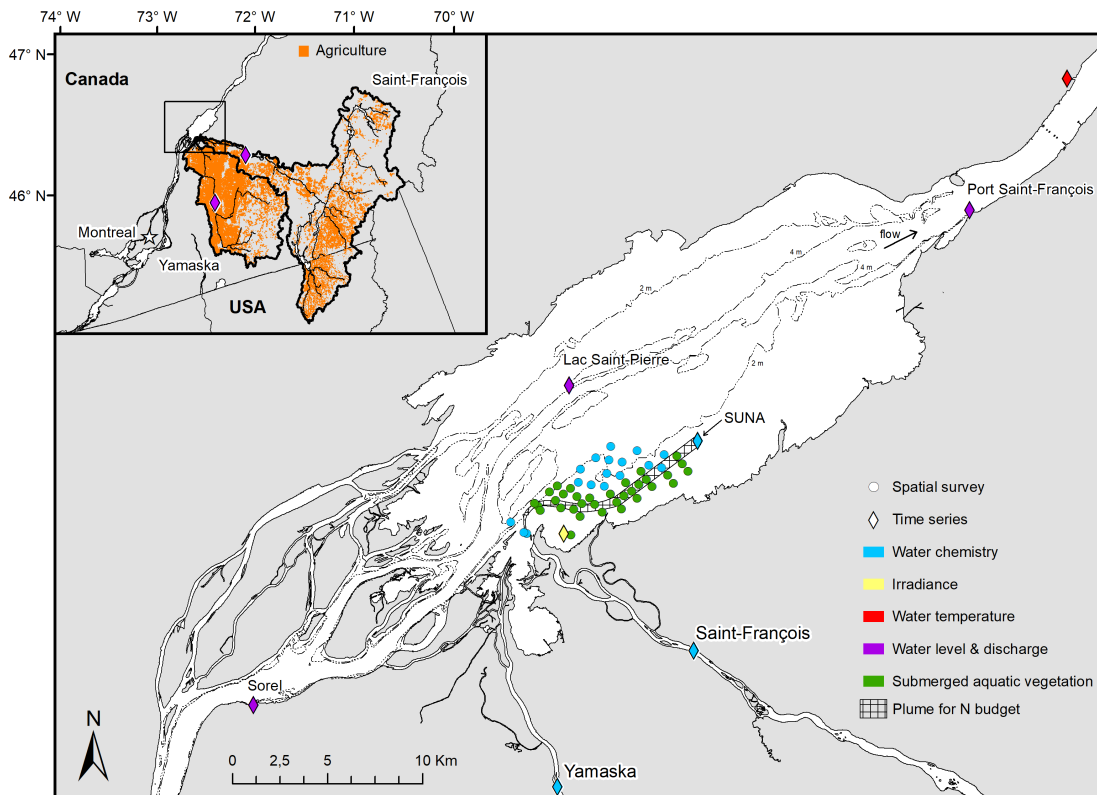 74° W 73° W 72° W 71° W 70° W
47° N
46° N
Agriculture
Canada
Saint-François
Montreal
Yamaska
USA
Port Saint-François
flow
4 m
4 m
2 m
Lac Saint-Pierre
2 m
SUNA
Spatial survey
Time series
Water chemistry
Irradiance
Water temperature
Water level & discharge
Submerged aquatic vegetation
Plume for N budget
Saint-François
Sorel
N
0 2,5 5 10 Km
Yamaska